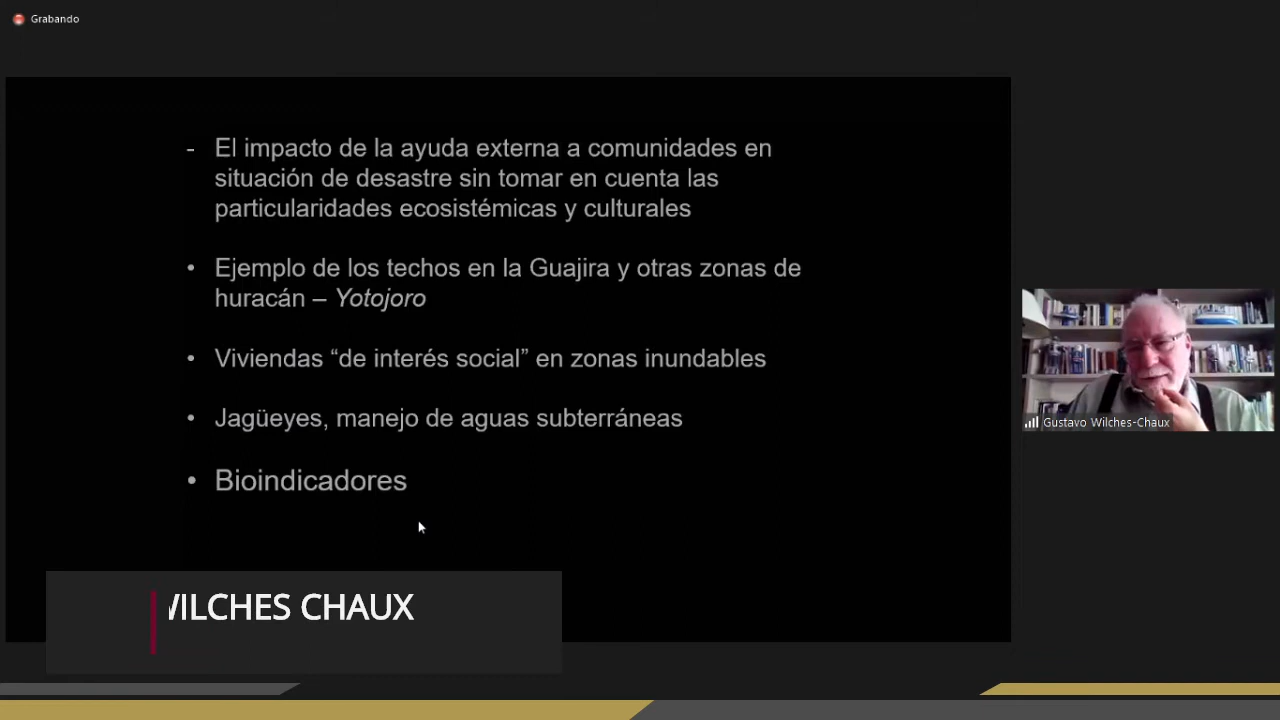 Grabando
- El impacto de la ayuda externa a comunidades en
situación de desastre sin tomar en cuenta las
particularidades ecosistémicas y culturales
• Ejemplo de los techos en la Guajira y otras zonas de
huracán – Yotojoro
• Viviendas “de interés social” en zonas inundables
• Jagüeyes, manejo de aguas subterráneas
• Bioindicadores
Gustavo Wilches-Chaux
WILCHES CHAUX